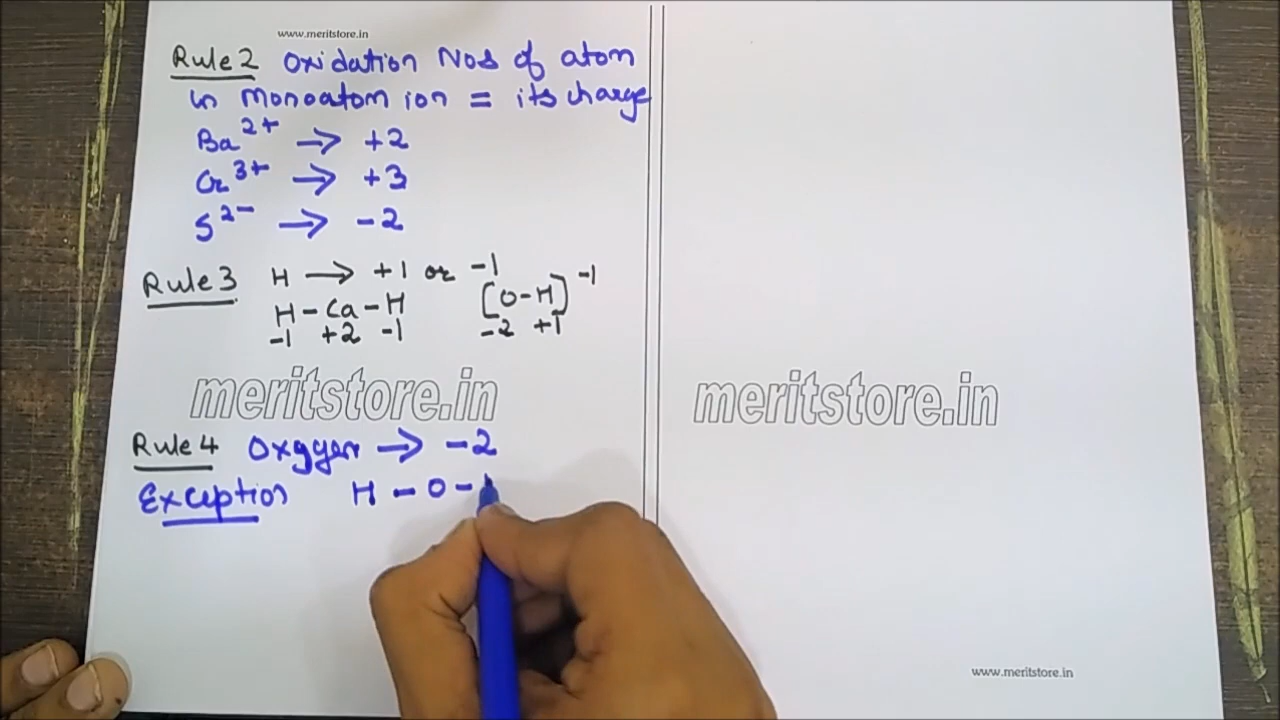 www.meritstore.in
Rule 2 Oxidation Nos of atom
in monoatom ion = its charge
Ba²⁺ → +2
Cr³⁺ → +3
S²⁻ → -2
Rule 3 H → +1 or -1
H - Ca - H [O-H]⁻¹
-1 +2 -1 -2 +1
meritstore.in meritstore.in
Rule 4 Oxygen → -2
Exception H - O -
www.meritstore.in